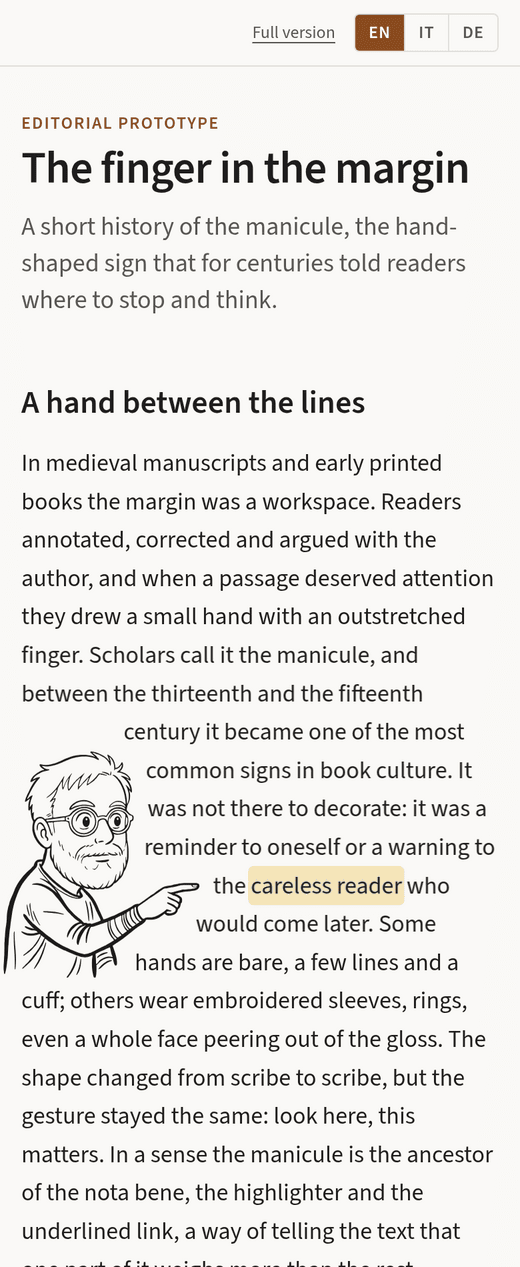 Full version
EN IT DE
EDITORIAL PROTOTYPE
The finger in the margin
A short history of the manicule, the hand-
shaped sign that for centuries told readers
where to stop and think.
A hand between the lines
In medieval manuscripts and early printed
books the margin was a workspace. Readers
annotated, corrected and argued with the
author, and when a passage deserved attention
they drew a small hand with an outstretched
finger. Scholars call it the manicule, and
between the thirteenth and the fifteenth
century it became one of the most
common signs in book culture. It
was not there to decorate: it was a
reminder to oneself or a warning to
the careless reader who
would come later. Some
hands are bare, a few lines and a
cuff; others wear embroidered sleeves, rings,
even a whole face peering out of the gloss. The
shape changed from scribe to scribe, but the
gesture stayed the same: look here, this
matters. In a sense the manicule is the ancestor
of the nota bene, the highlighter and the
underlined link, a way of telling the text that
one part of it weighs more than the rest.